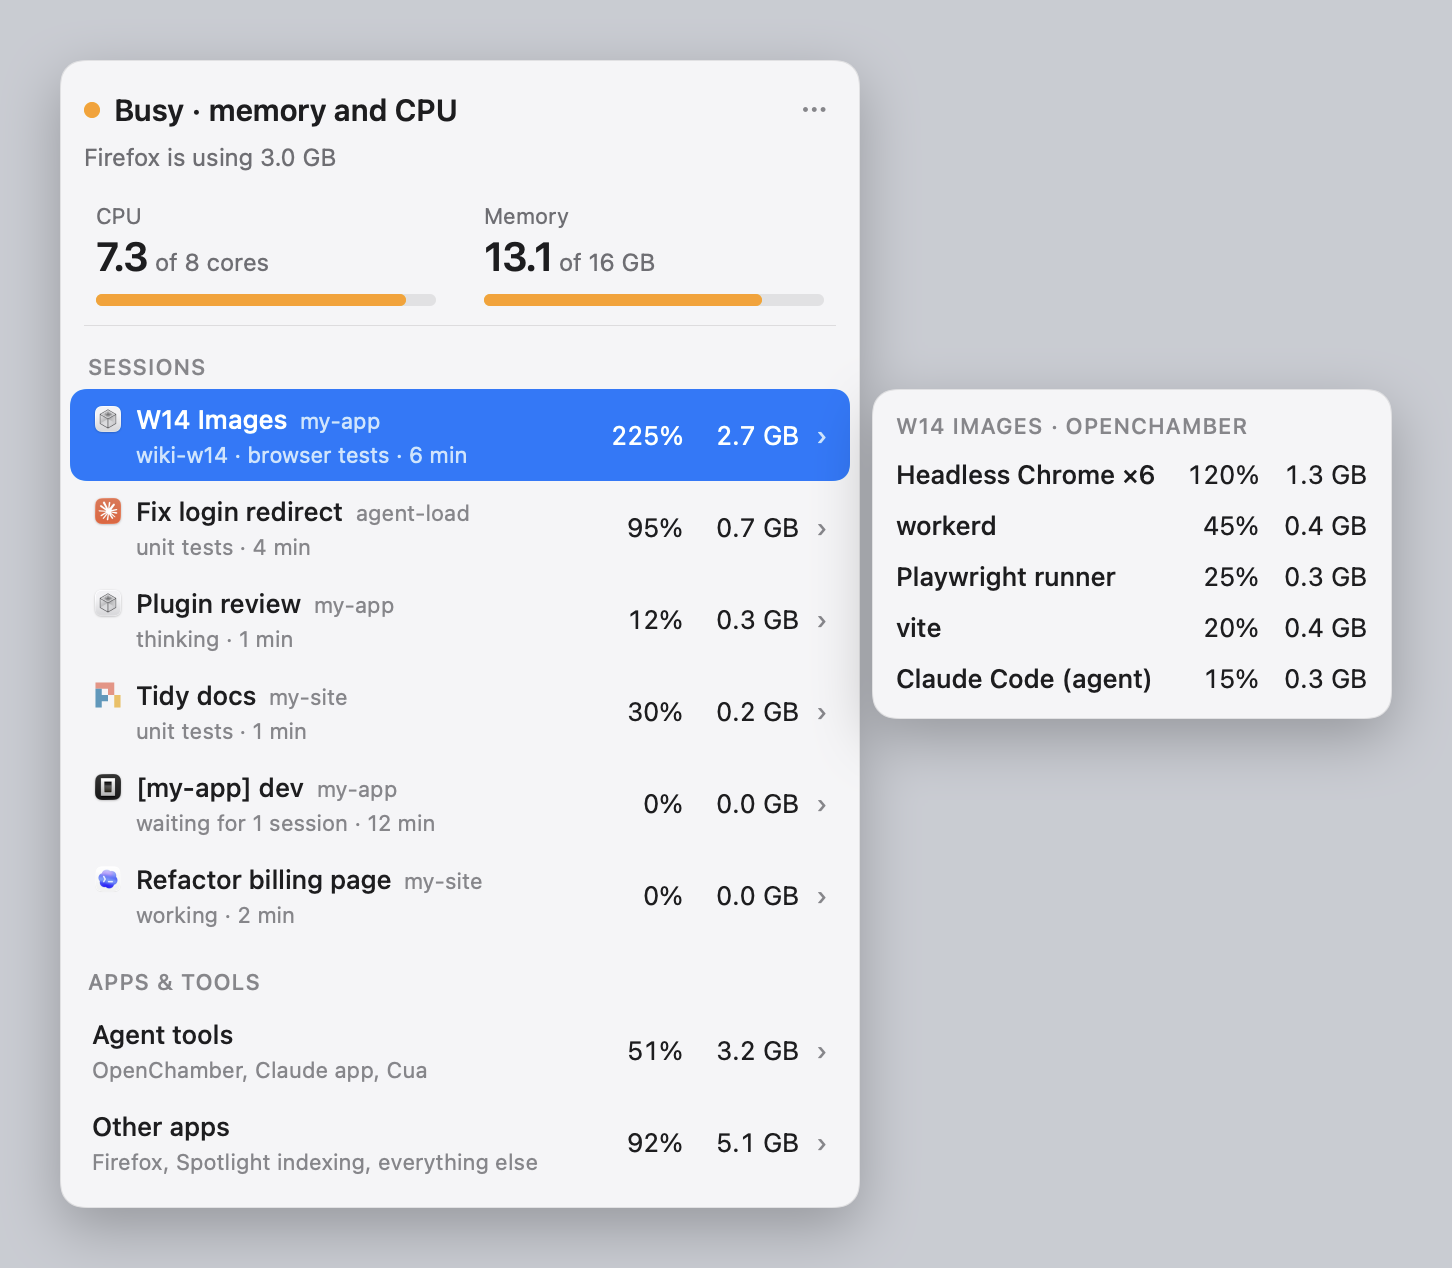 Busy · memory and CPU
Firefox is using 3.0 GB
CPU
7.3 of 8 cores
Memory
13.1 of 16 GB
SESSIONS
W14 Images my-app 225% 2.7 GB
wiki-w14 · browser tests · 6 min
Fix login redirect agent-load 95% 0.7 GB
unit tests · 4 min
Plugin review my-app 12% 0.3 GB
thinking · 1 min
Tidy docs my-site 30% 0.2 GB
unit tests · 1 min
[my-app] dev my-app 0% 0.0 GB
waiting for 1 session · 12 min
Refactor billing page my-site 0% 0.0 GB
working · 2 min
APPS & TOOLS
Agent tools 51% 3.2 GB
OpenChamber, Claude app, Cua
Other apps 92% 5.1 GB
Firefox, Spotlight indexing, everything else
W14 IMAGES · OPENCHAMBER
Headless Chrome ×6 120% 1.3 GB
workerd 45% 0.4 GB
Playwright runner 25% 0.3 GB
vite 20% 0.4 GB
Claude Code (agent) 15% 0.3 GB